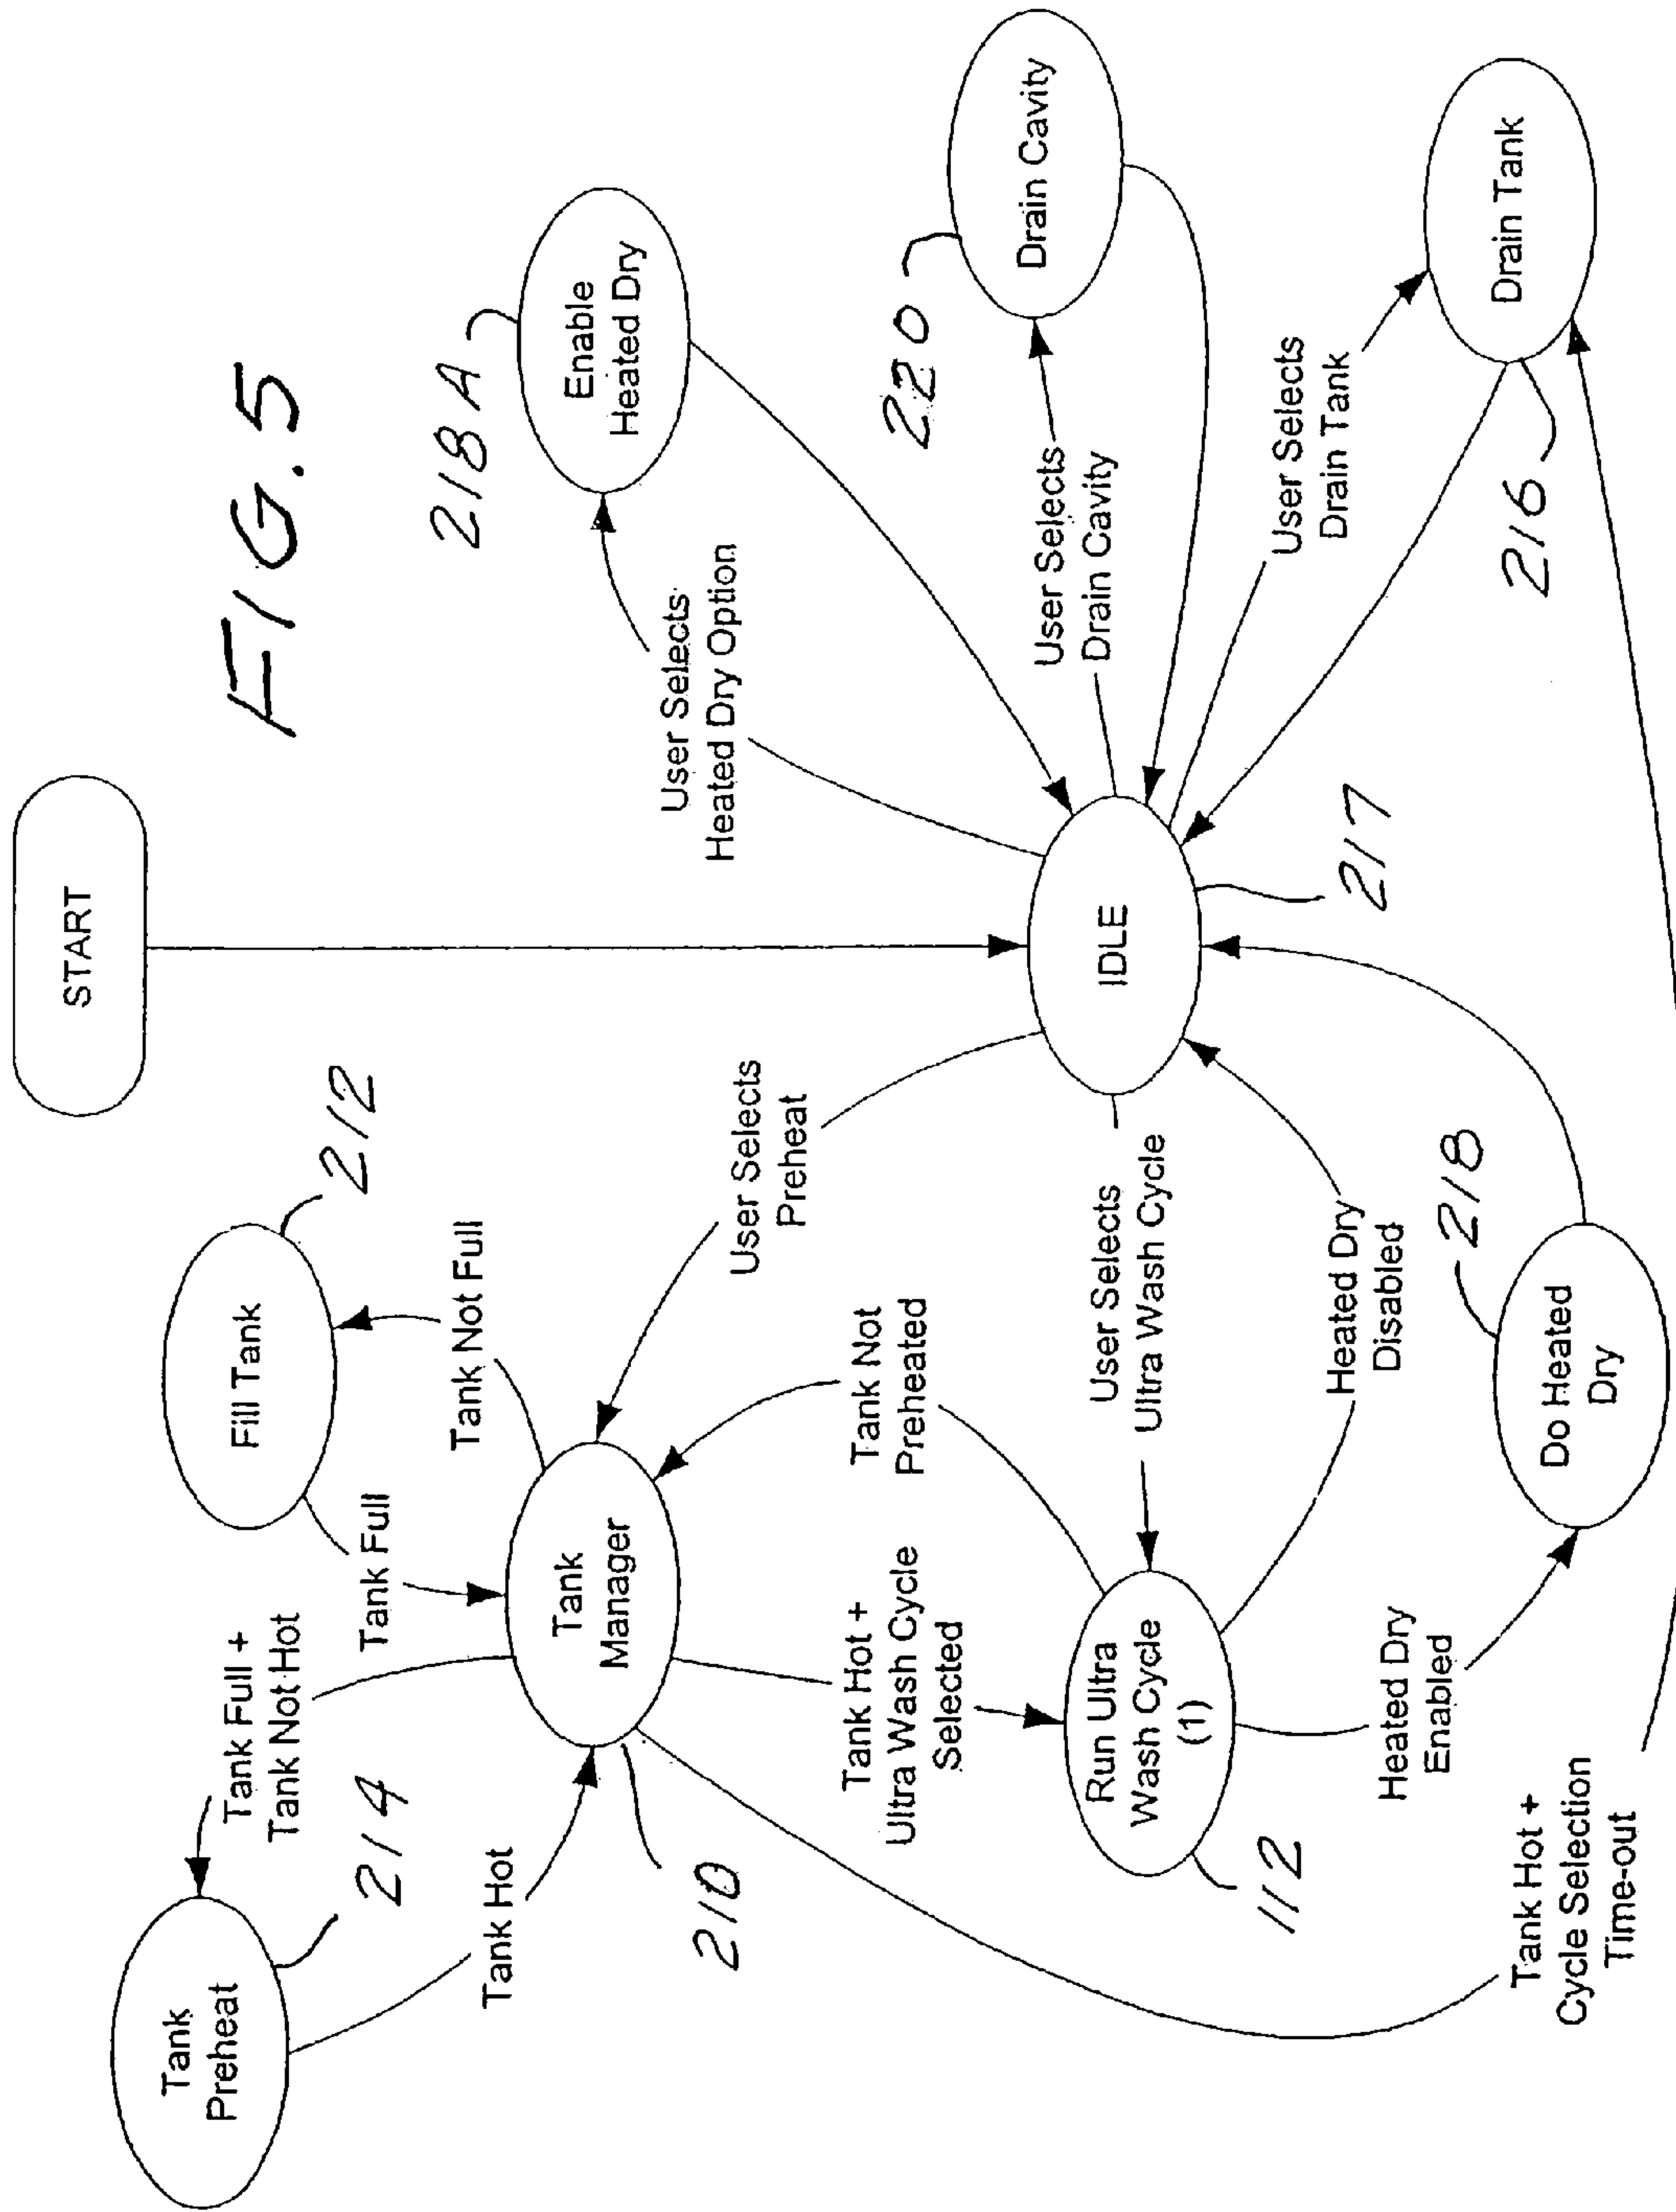 START
FIG.5
Tank
Preheat
214
Tank Full +
Tank Not Hot
Tank Hot
Tank Full
Fill Tank
212
Tank Not Full
Tank
Manager
210
User Selects
Preheat
Tank Hot +
Ultra Wash Cycle
Selected
Tank Not
Preheated
Run Ultra
Wash Cycle
(1)
112
User Selects
Ultra Wash Cycle
Heated Dry
Disabled
Heated Dry
Enabled
Do Heated
Dry
218
Tank Hot +
Cycle Selection
Time-out
IDLE
217
User Selects
Heated Dry Option
Enable
Heated Dry
218A
User Selects
Drain Cavity
Drain Cavity
220
User Selects
Drain Tank
Drain Tank
216